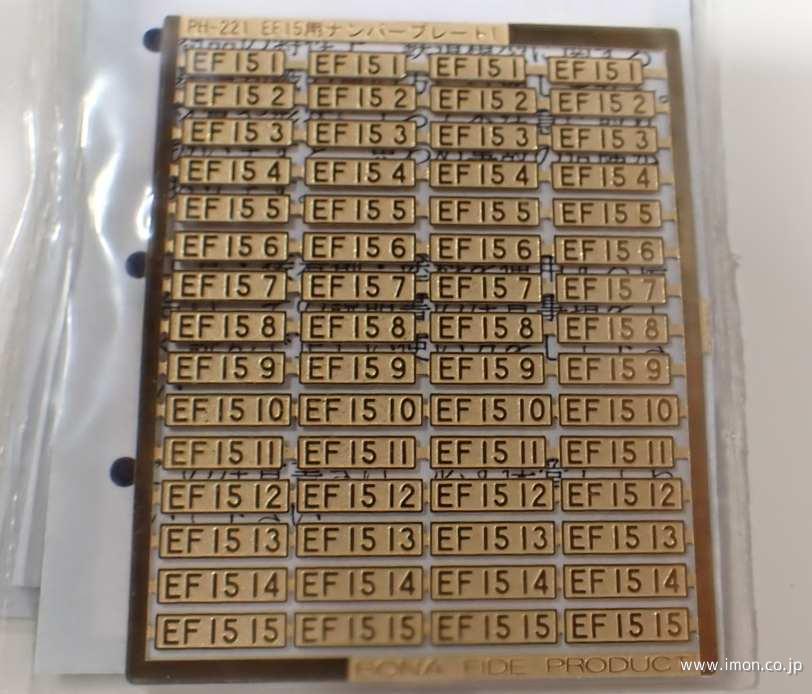 PH-221 EF15用ナンバープレート1
EF15 1 EF15 1 EF15 1 EF15 1
EF15 2 EF15 2 EF15 2 EF15 2
EF15 3 EF15 3 EF15 3 EF15 3
EF15 4 EF15 4 EF15 4 EF15 4
EF15 5 EF15 5 EF15 5 EF15 5
EF15 6 EF15 6 EF15 6 EF15 6
EF15 7 EF15 7 EF15 7 EF15 7
EF15 8 EF15 8 EF15 8 EF15 8
EF15 9 EF15 9 EF15 9 EF15 9
EF15 10 EF15 10 EF15 10 EF15 10
EF15 11 EF15 11 EF15 11 EF15 11
EF15 12 EF15 12 EF15 12 EF15 12
EF15 13 EF15 13 EF15 13 EF15 13
EF15 14 EF15 14 EF15 14 EF15 14
EF15 15 EF15 15 EF15 15 EF15 15
BONA FIDE PRODUCT
www.imon.co.jp